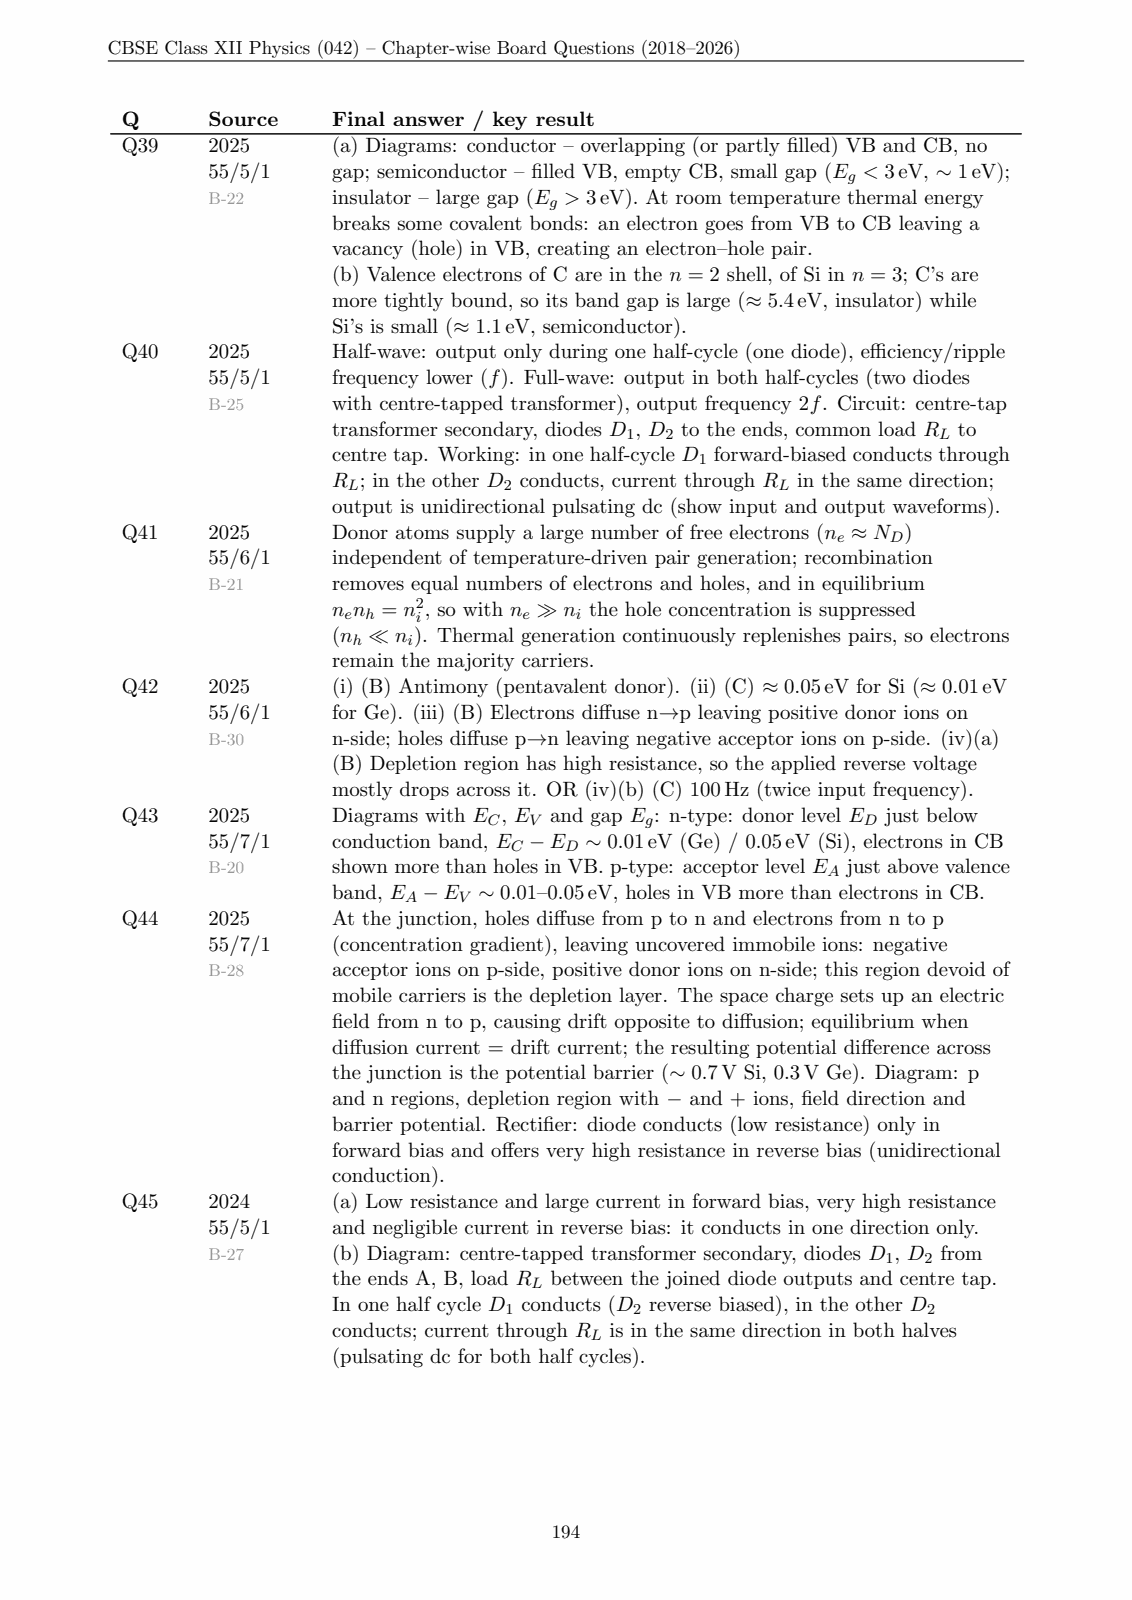 CBSE Class XII Physics (042) – Chapter-wise Board Questions (2018–2026)
Q Source Final answer / key result
Q39 2025 (a) Diagrams: conductor – overlapping (or partly filled) VB and CB, no
55/5/1 gap; semiconductor – filled VB, empty CB, small gap (E_g < 3 eV, ∼ 1 eV);
B-22 insulator – large gap (E_g > 3 eV). At room temperature thermal energy
breaks some covalent bonds: an electron goes from VB to CB leaving a
vacancy (hole) in VB, creating an electron–hole pair.
(b) Valence electrons of C are in the n = 2 shell, of Si in n = 3; C's are
more tightly bound, so its band gap is large (≈ 5.4 eV, insulator) while
Si's is small (≈ 1.1 eV, semiconductor).
Q40 2025 Half-wave: output only during one half-cycle (one diode), efficiency/ripple
55/5/1 frequency lower (f). Full-wave: output in both half-cycles (two diodes
B-25 with centre-tapped transformer), output frequency 2f. Circuit: centre-tap
transformer secondary, diodes D₁, D₂ to the ends, common load R_L to
centre tap. Working: in one half-cycle D₁ forward-biased conducts through
R_L; in the other D₂ conducts, current through R_L in the same direction;
output is unidirectional pulsating dc (show input and output waveforms).
Q41 2025 Donor atoms supply a large number of free electrons (n_e ≈ N_D)
55/6/1 independent of temperature-driven pair generation; recombination
B-21 removes equal numbers of electrons and holes, and in equilibrium
n_e n_h = n_i², so with n_e ≫ n_i the hole concentration is suppressed
(n_h ≪ n_i). Thermal generation continuously replenishes pairs, so electrons
remain the majority carriers.
Q42 2025 (i) (B) Antimony (pentavalent donor). (ii) (C) ≈ 0.05 eV for Si (≈ 0.01 eV
55/6/1 for Ge). (iii) (B) Electrons diffuse n→p leaving positive donor ions on
B-30 n-side; holes diffuse p→n leaving negative acceptor ions on p-side. (iv)(a)
(B) Depletion region has high resistance, so the applied reverse voltage
mostly drops across it. OR (iv)(b) (C) 100 Hz (twice input frequency).
Q43 2025 Diagrams with E_C, E_V and gap E_g: n-type: donor level E_D just below
55/7/1 conduction band, E_C − E_D ∼ 0.01 eV (Ge) / 0.05 eV (Si), electrons in CB
B-20 shown more than holes in VB. p-type: acceptor level E_A just above valence
band, E_A − E_V ∼ 0.01–0.05 eV, holes in VB more than electrons in CB.
Q44 2025 At the junction, holes diffuse from p to n and electrons from n to p
55/7/1 (concentration gradient), leaving uncovered immobile ions: negative
B-28 acceptor ions on p-side, positive donor ions on n-side; this region devoid of
mobile carriers is the depletion layer. The space charge sets up an electric
field from n to p, causing drift opposite to diffusion; equilibrium when
diffusion current = drift current; the resulting potential difference across
the junction is the potential barrier (∼ 0.7 V Si, 0.3 V Ge). Diagram: p
and n regions, depletion region with − and + ions, field direction and
barrier potential. Rectifier: diode conducts (low resistance) only in
forward bias and offers very high resistance in reverse bias (unidirectional
conduction).
Q45 2024 (a) Low resistance and large current in forward bias, very high resistance
55/5/1 and negligible current in reverse bias: it conducts in one direction only.
B-27 (b) Diagram: centre-tapped transformer secondary, diodes D₁, D₂ from
the ends A, B, load R_L between the joined diode outputs and centre tap.
In one half cycle D₁ conducts (D₂ reverse biased), in the other D₂
conducts; current through R_L is in the same direction in both halves
(pulsating dc for both half cycles).
194